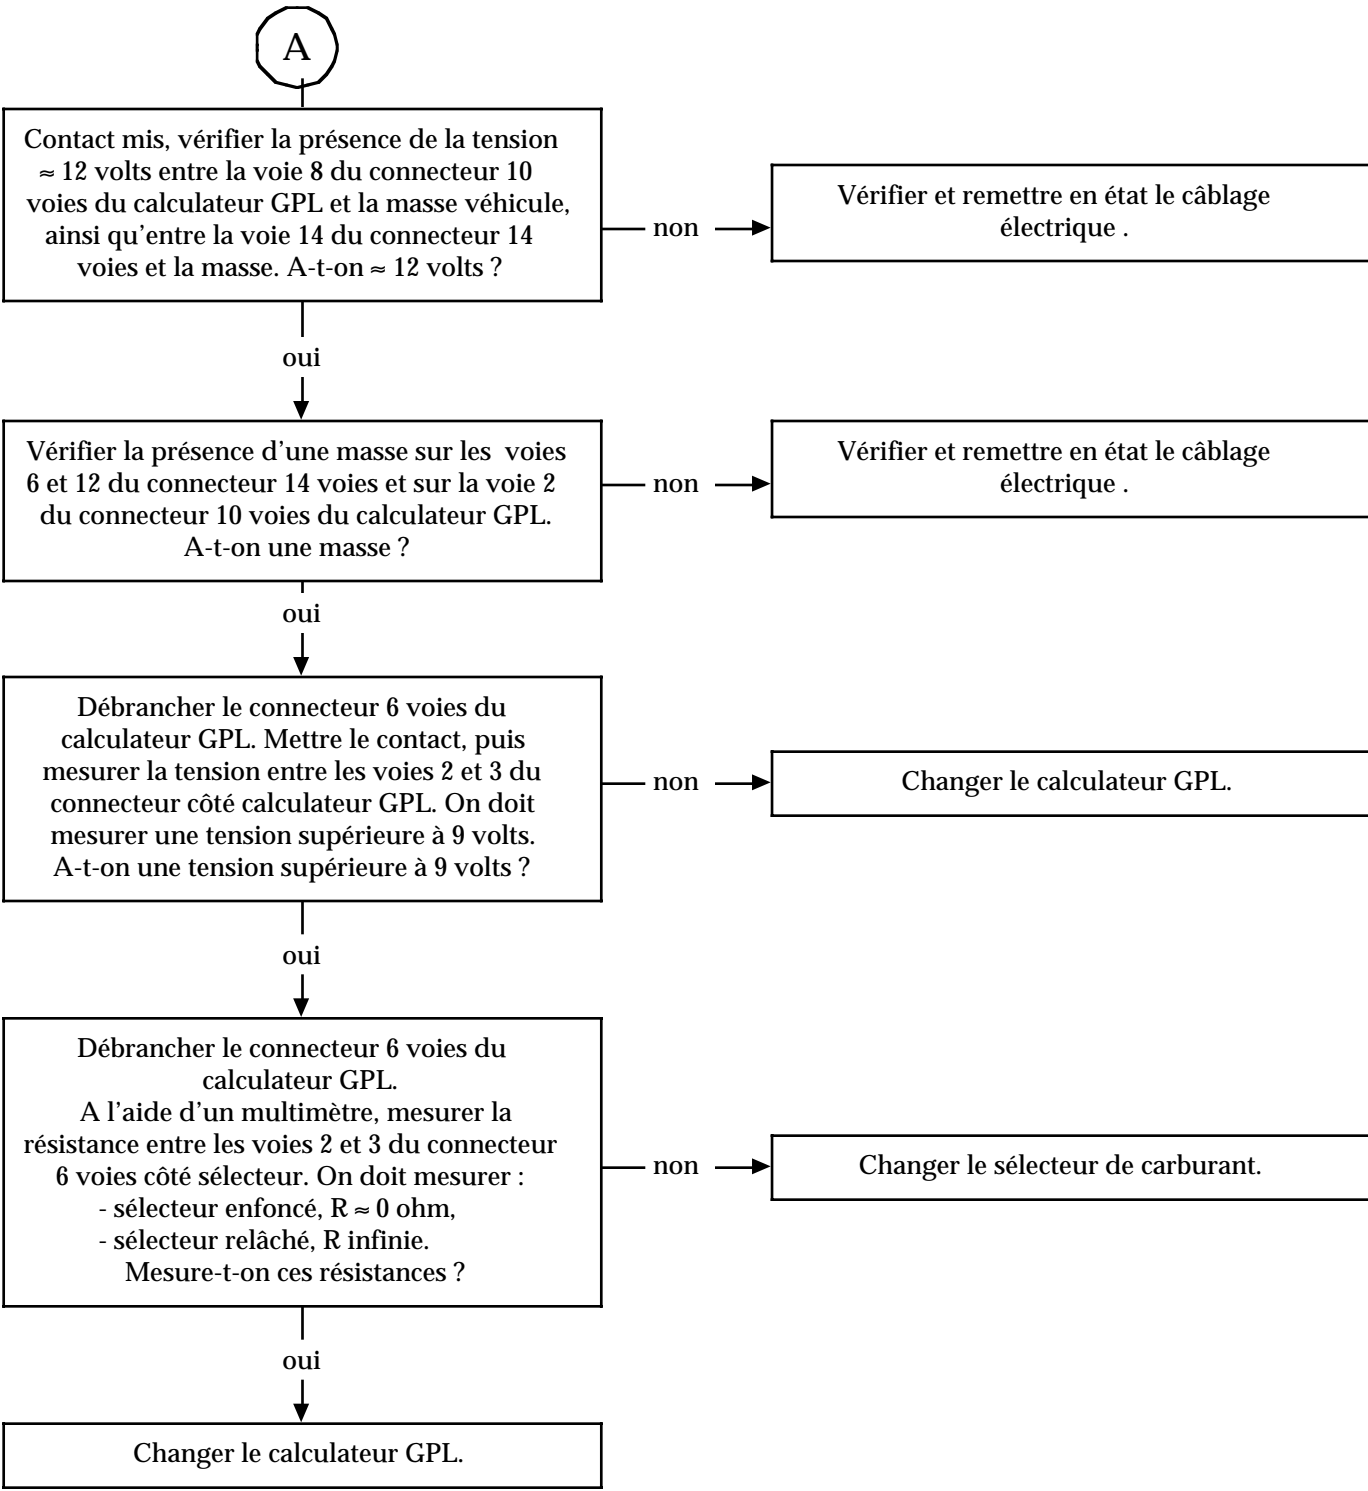 A
Contact mis, vérifier la présence de la tension
≈ 12 volts entre la voie 8 du connecteur 10
voies du calculateur GPL et la masse véhicule,
ainsi qu'entre la voie 14 du connecteur 14
voies et la masse. A-t-on ≈ 12 volts ?
non
Vérifier et remettre en état le câblage
électrique .
oui
Vérifier la présence d'une masse sur les voies
6 et 12 du connecteur 14 voies et sur la voie 2
du connecteur 10 voies du calculateur GPL.
A-t-on une masse ?
non
Vérifier et remettre en état le câblage
électrique .
oui
Débrancher le connecteur 6 voies du
calculateur GPL. Mettre le contact, puis
mesurer la tension entre les voies 2 et 3 du
connecteur côté calculateur GPL. On doit
mesurer une tension supérieure à 9 volts.
A-t-on une tension supérieure à 9 volts ?
non
Changer le calculateur GPL.
oui
Débrancher le connecteur 6 voies du
calculateur GPL.
A l'aide d'un multimètre, mesurer la
résistance entre les voies 2 et 3 du connecteur
6 voies côté sélecteur. On doit mesurer :
- sélecteur enfoncé, R ≈ 0 ohm,
- sélecteur relâché, R infinie.
Mesure-t-on ces résistances ?
non
Changer le sélecteur de carburant.
oui
Changer le calculateur GPL.